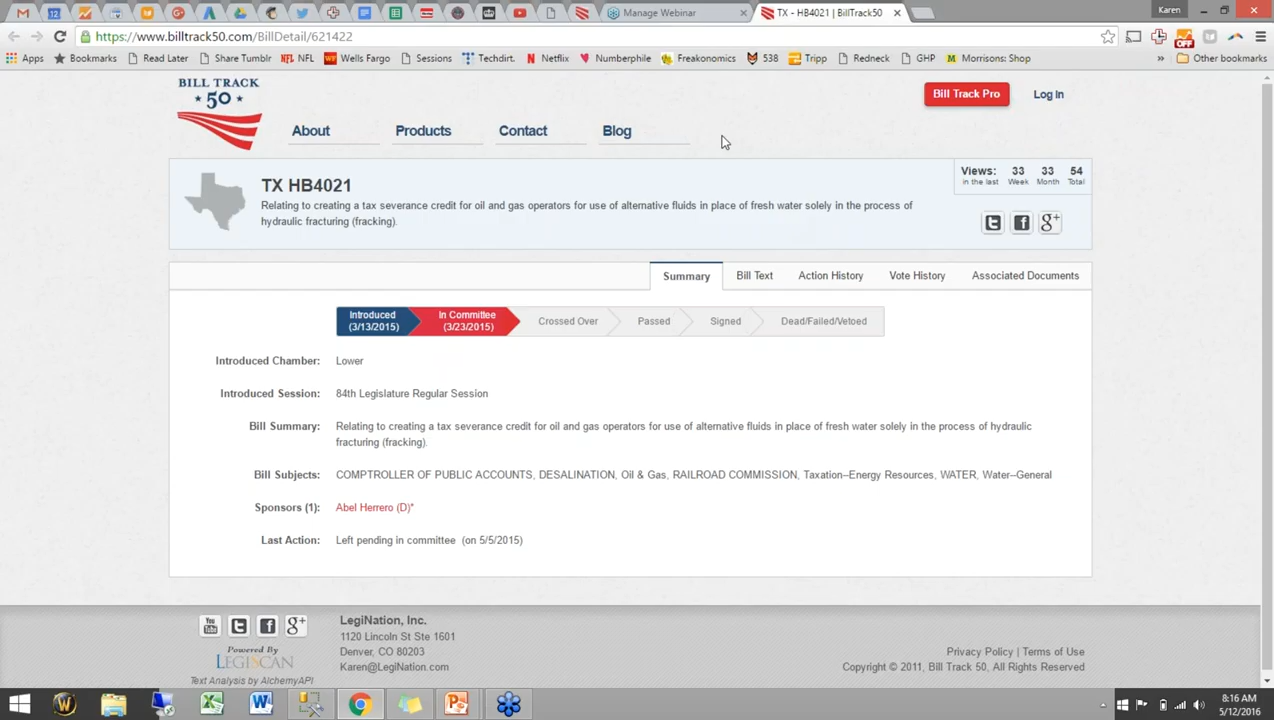 Manage Webinar
TX - HB4021 | BillTrack50
Karen
https://www.billtrack50.com/BillDetail/621422
Apps
Bookmarks
Read Later
Share Tumblr
NFL NFL
Wells Fargo
Sessions
Techdirt.
Netflix
Numberphile
Freakonomics
538
Tripp
Redneck
GHP
Morrisons: Shop
»
Other bookmarks
OFF
BILL TRACK
50
Bill Track Pro
Log In
About
Products
Contact
Blog
TX HB4021
Relating to creating a tax severance credit for oil and gas operators for use of alternative fluids in place of fresh water solely in the process of
hydraulic fracturing (fracking).
Views: 33 33 54
in the last Week Month Total
Summary
Bill Text
Action History
Vote History
Associated Documents
Introduced
(3/13/2015)
In Committee
(3/23/2015)
Crossed Over
Passed
Signed
Dead/Failed/Vetoed
Introduced Chamber: Lower
Introduced Session: 84th Legislature Regular Session
Bill Summary: Relating to creating a tax severance credit for oil and gas operators for use of alternative fluids in place of fresh water solely in the process of hydraulic
fracturing (fracking).
Bill Subjects: COMPTROLLER OF PUBLIC ACCOUNTS, DESALINATION, Oil & Gas, RAILROAD COMMISSION, Taxation--Energy Resources, WATER, Water--General
Sponsors (1): Abel Herrero (D)*
Last Action: Left pending in committee (on 5/5/2015)
Powered By
LEGISCAN
Text Analysis by AlchemyAPI
LegiNation, Inc.
1120 Lincoln St Ste 1601
Denver, CO 80203
Karen@LegiNation.com
Privacy Policy | Terms of Use
Copyright © 2011, Bill Track 50, All Rights Reserved
8:16 AM
5/12/2016